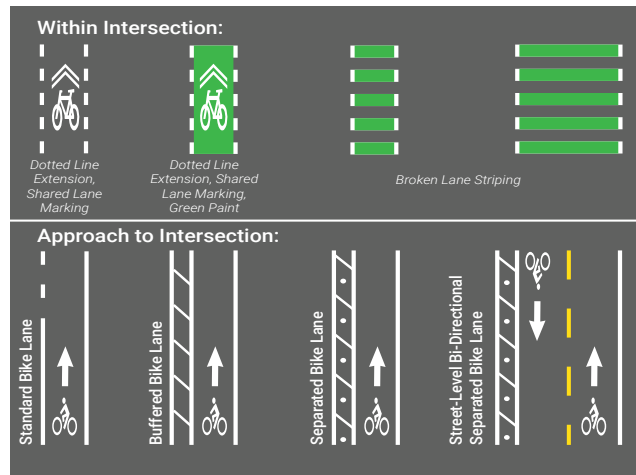 Within Intersection:
Dotted Line
Extension,
Shared Lane
Marking
Dotted Line
Extension, Shared
Lane Marking,
Green Paint
Broken Lane Striping
Approach to Intersection:
Standard Bike Lane
Buffered Bike Lane
Separated Bike Lane
Street-Level Bi-Directional
Separated Bike Lane